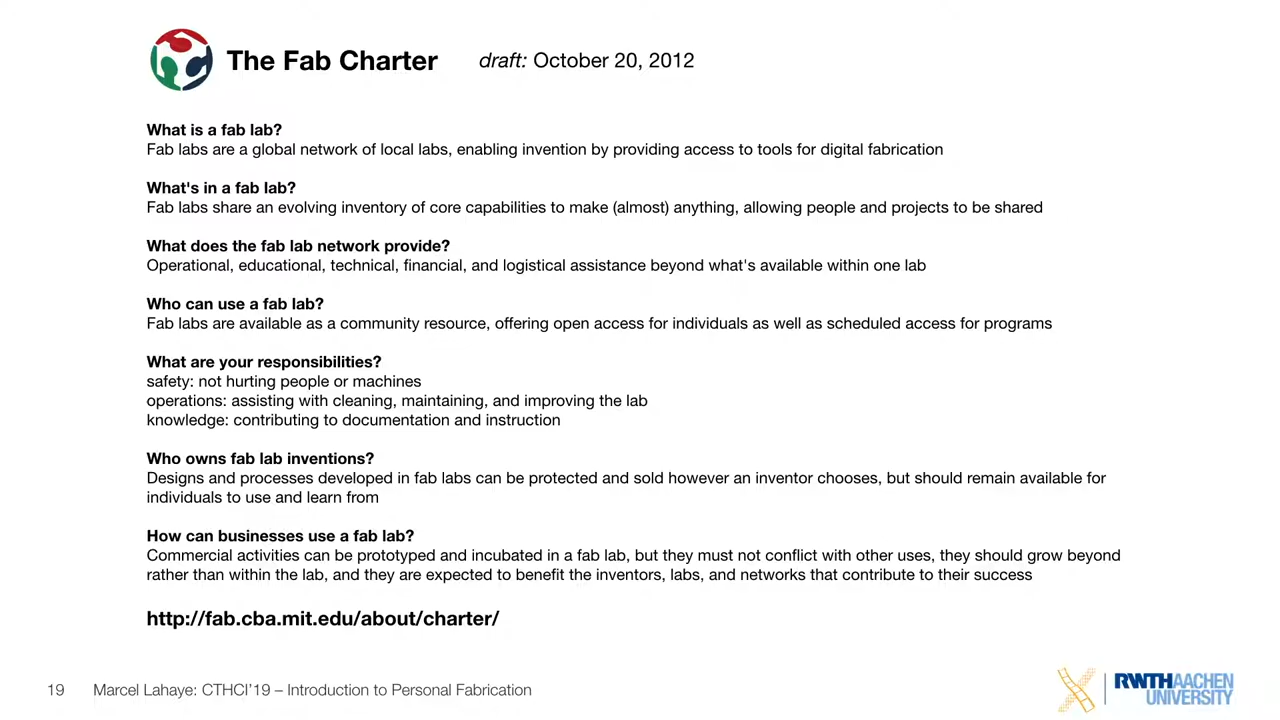 The Fab Charter draft: October 20, 2012
What is a fab lab?
Fab labs are a global network of local labs, enabling invention by providing access to tools for digital fabrication
What's in a fab lab?
Fab labs share an evolving inventory of core capabilities to make (almost) anything, allowing people and projects to be shared
What does the fab lab network provide?
Operational, educational, technical, financial, and logistical assistance beyond what's available within one lab
Who can use a fab lab?
Fab labs are available as a community resource, offering open access for individuals as well as scheduled access for programs
What are your responsibilities?
safety: not hurting people or machines
operations: assisting with cleaning, maintaining, and improving the lab
knowledge: contributing to documentation and instruction
Who owns fab lab inventions?
Designs and processes developed in fab labs can be protected and sold however an inventor chooses, but should remain available for
individuals to use and learn from
How can businesses use a fab lab?
Commercial activities can be prototyped and incubated in a fab lab, but they must not conflict with other uses, they should grow beyond
rather than within the lab, and they are expected to benefit the inventors, labs, and networks that contribute to their success
http://fab.cba.mit.edu/about/charter/
19 Marcel Lahaye: CTHCI’19 – Introduction to Personal Fabrication
RWTHAACHEN
UNIVERSITY